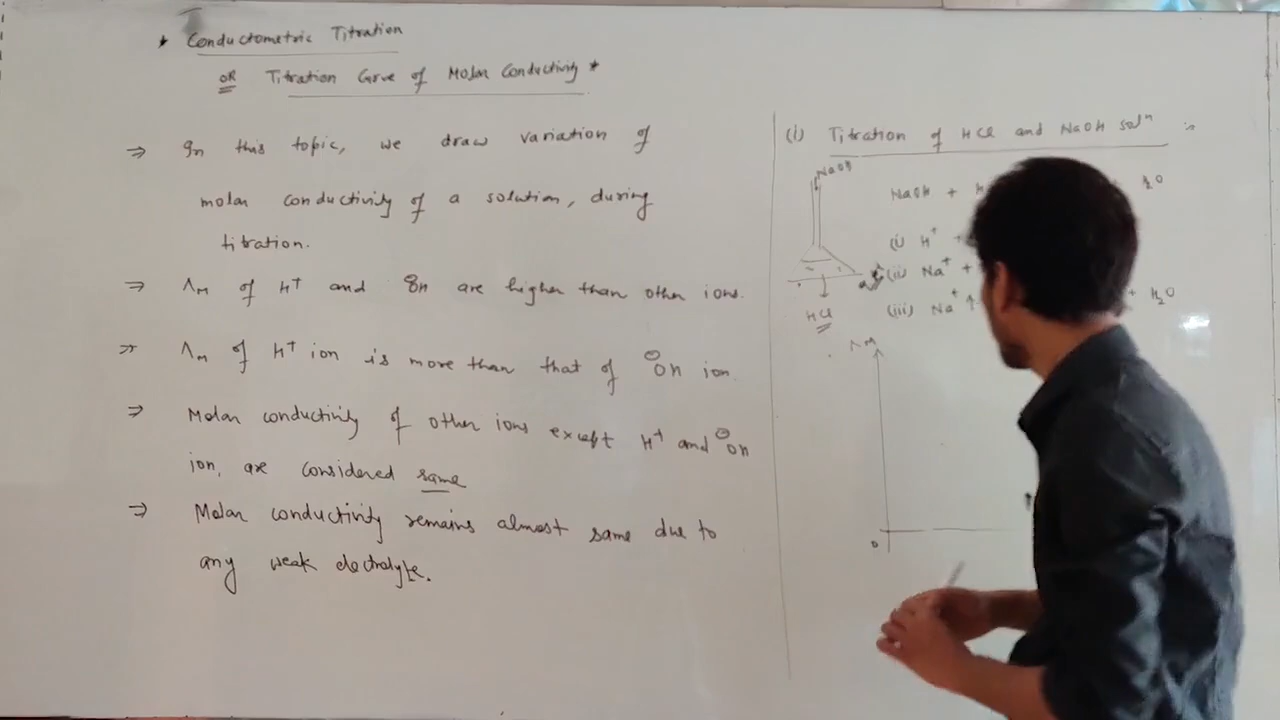 * Conductometric Titration
OR Titration Curve of Molar Conductivity *
⇒ In this topic, we draw variation of
molar conductivity of a solution, during
titration.
⇒ Λm of H⁺ and OH are higher than other ions.
⇒ Λm of H⁺ ion is more than that of ⊖OH ion
⇒ Molar conductivity of other ions except H⁺ and ⊖OH
ion, are considered same
⇒ Molar conductivity remains almost same due to
any weak electrolyte.
(i) Titration of HCl and NaOH solⁿ :
NaOH
HCl
NaOH + H₂O
(i) H⁺ +
(ii) Na⁺ +
(iii) Na⁺ + H₂O
Λm
0